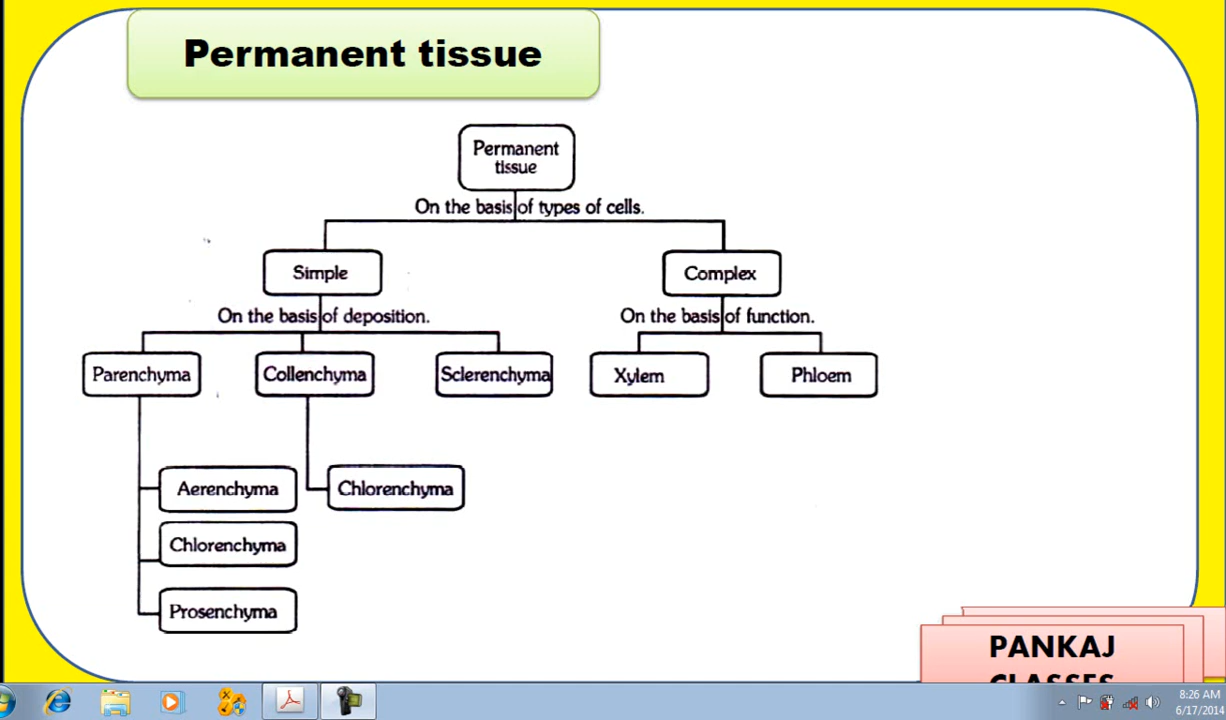 Permanent tissue
Permanent
tissue
On the basis of types of cells.
Simple
Complex
On the basis of deposition.
On the basis of function.
Parenchyma
Collenchyma
Sclerenchyma
Xylem
Phloem
Aerenchyma
Chlorenchyma
Chlorenchyma
Prosenchyma
PANKAJ
CLASSES
8:26 AM
6/17/2014